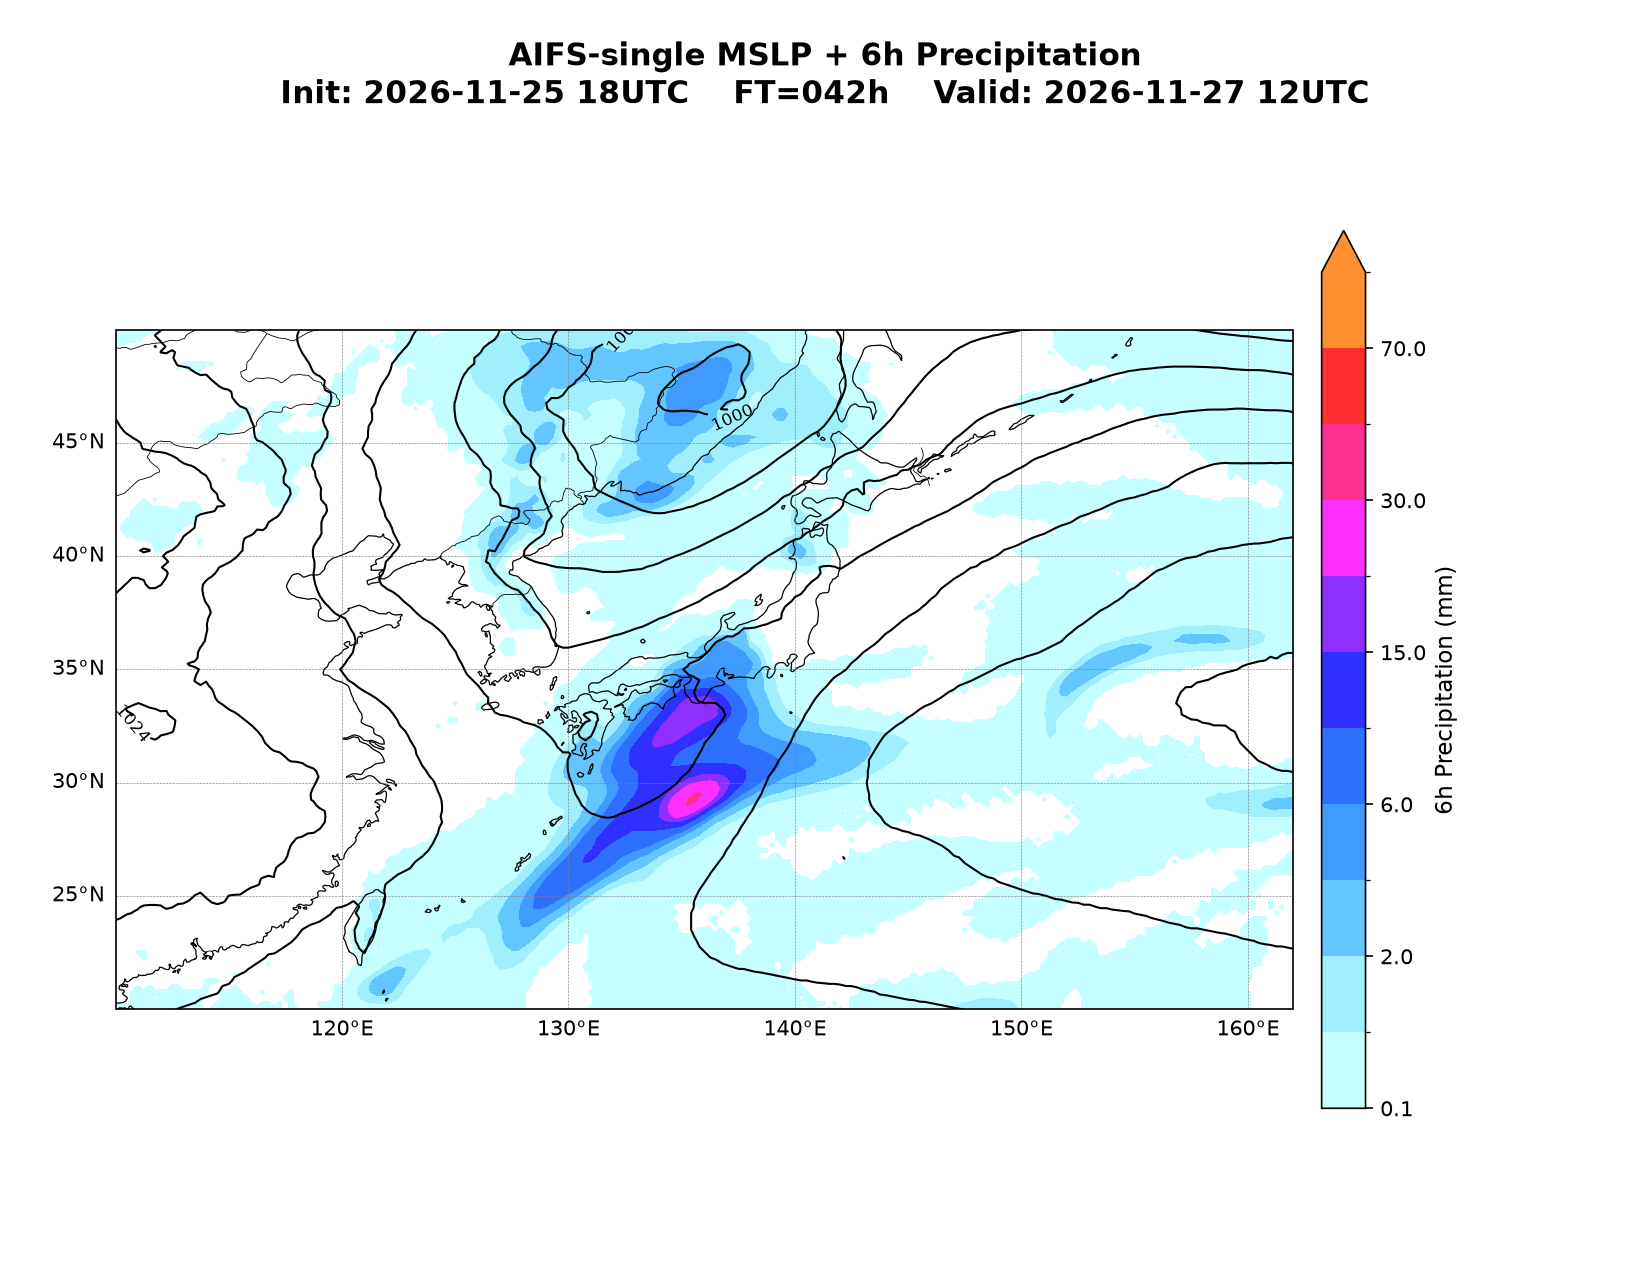 AIFS-single MSLP + 6h Precipitation
Init: 2026-11-25 18UTC    FT=042h    Valid: 2026-11-27 12UTC
100
1000
1024
45°N
40°N
35°N
30°N
25°N
120°E
130°E
140°E
150°E
160°E
70.0
30.0
15.0
6.0
2.0
0.1
6h Precipitation (mm)